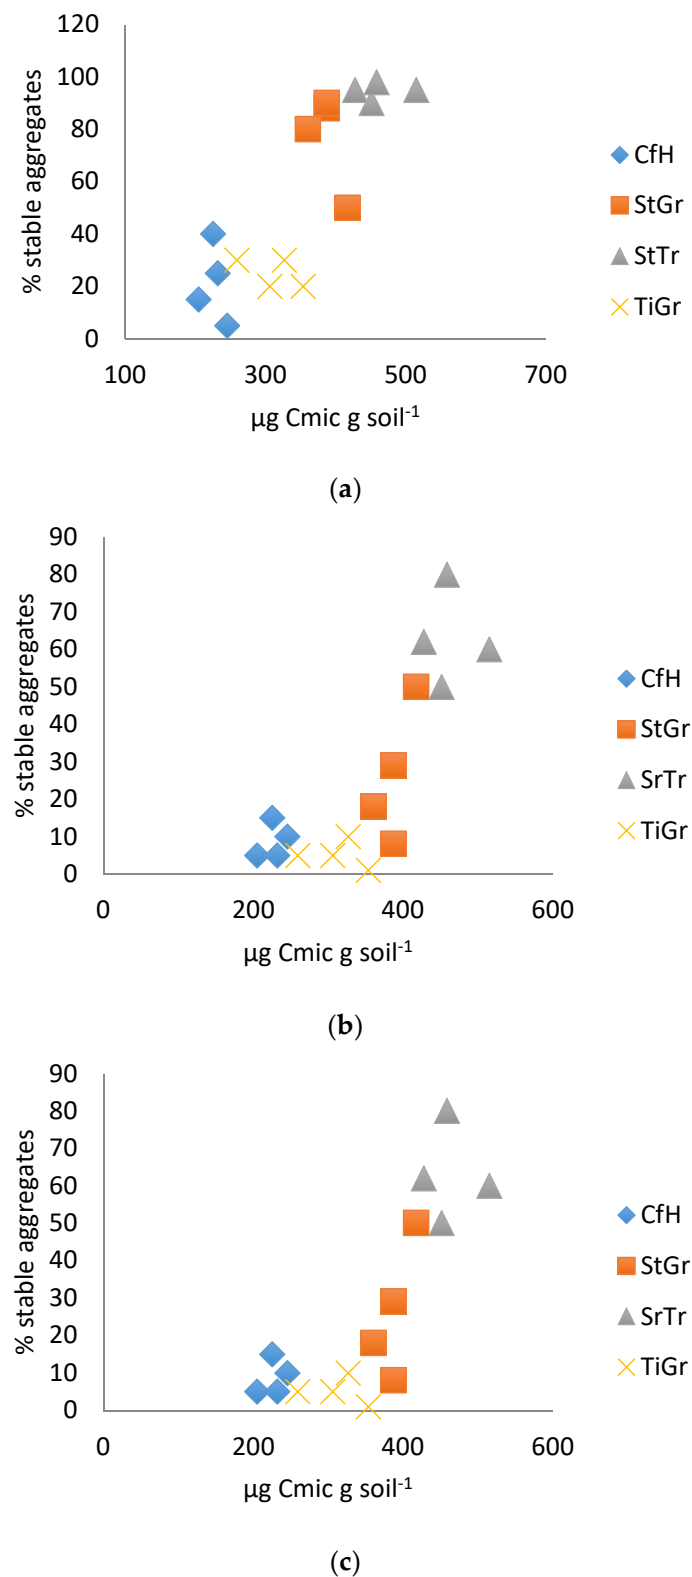 120
100
80
60
40
20
0
% stable aggregates
100 300 500 700
µg Cmic g soil-1
CfH
StGr
StTr
TiGr
(a)
90
80
70
60
50
40
30
20
10
0
% stable aggregates
0 200 400 600
µg Cmic g soil-1
CfH
StGr
SrTr
TiGr
(b)
90
80
70
60
50
40
30
20
10
0
% stable aggregates
0 200 400 600
µg Cmic g soil-1
CfH
StGr
SrTr
TiGr
(c)